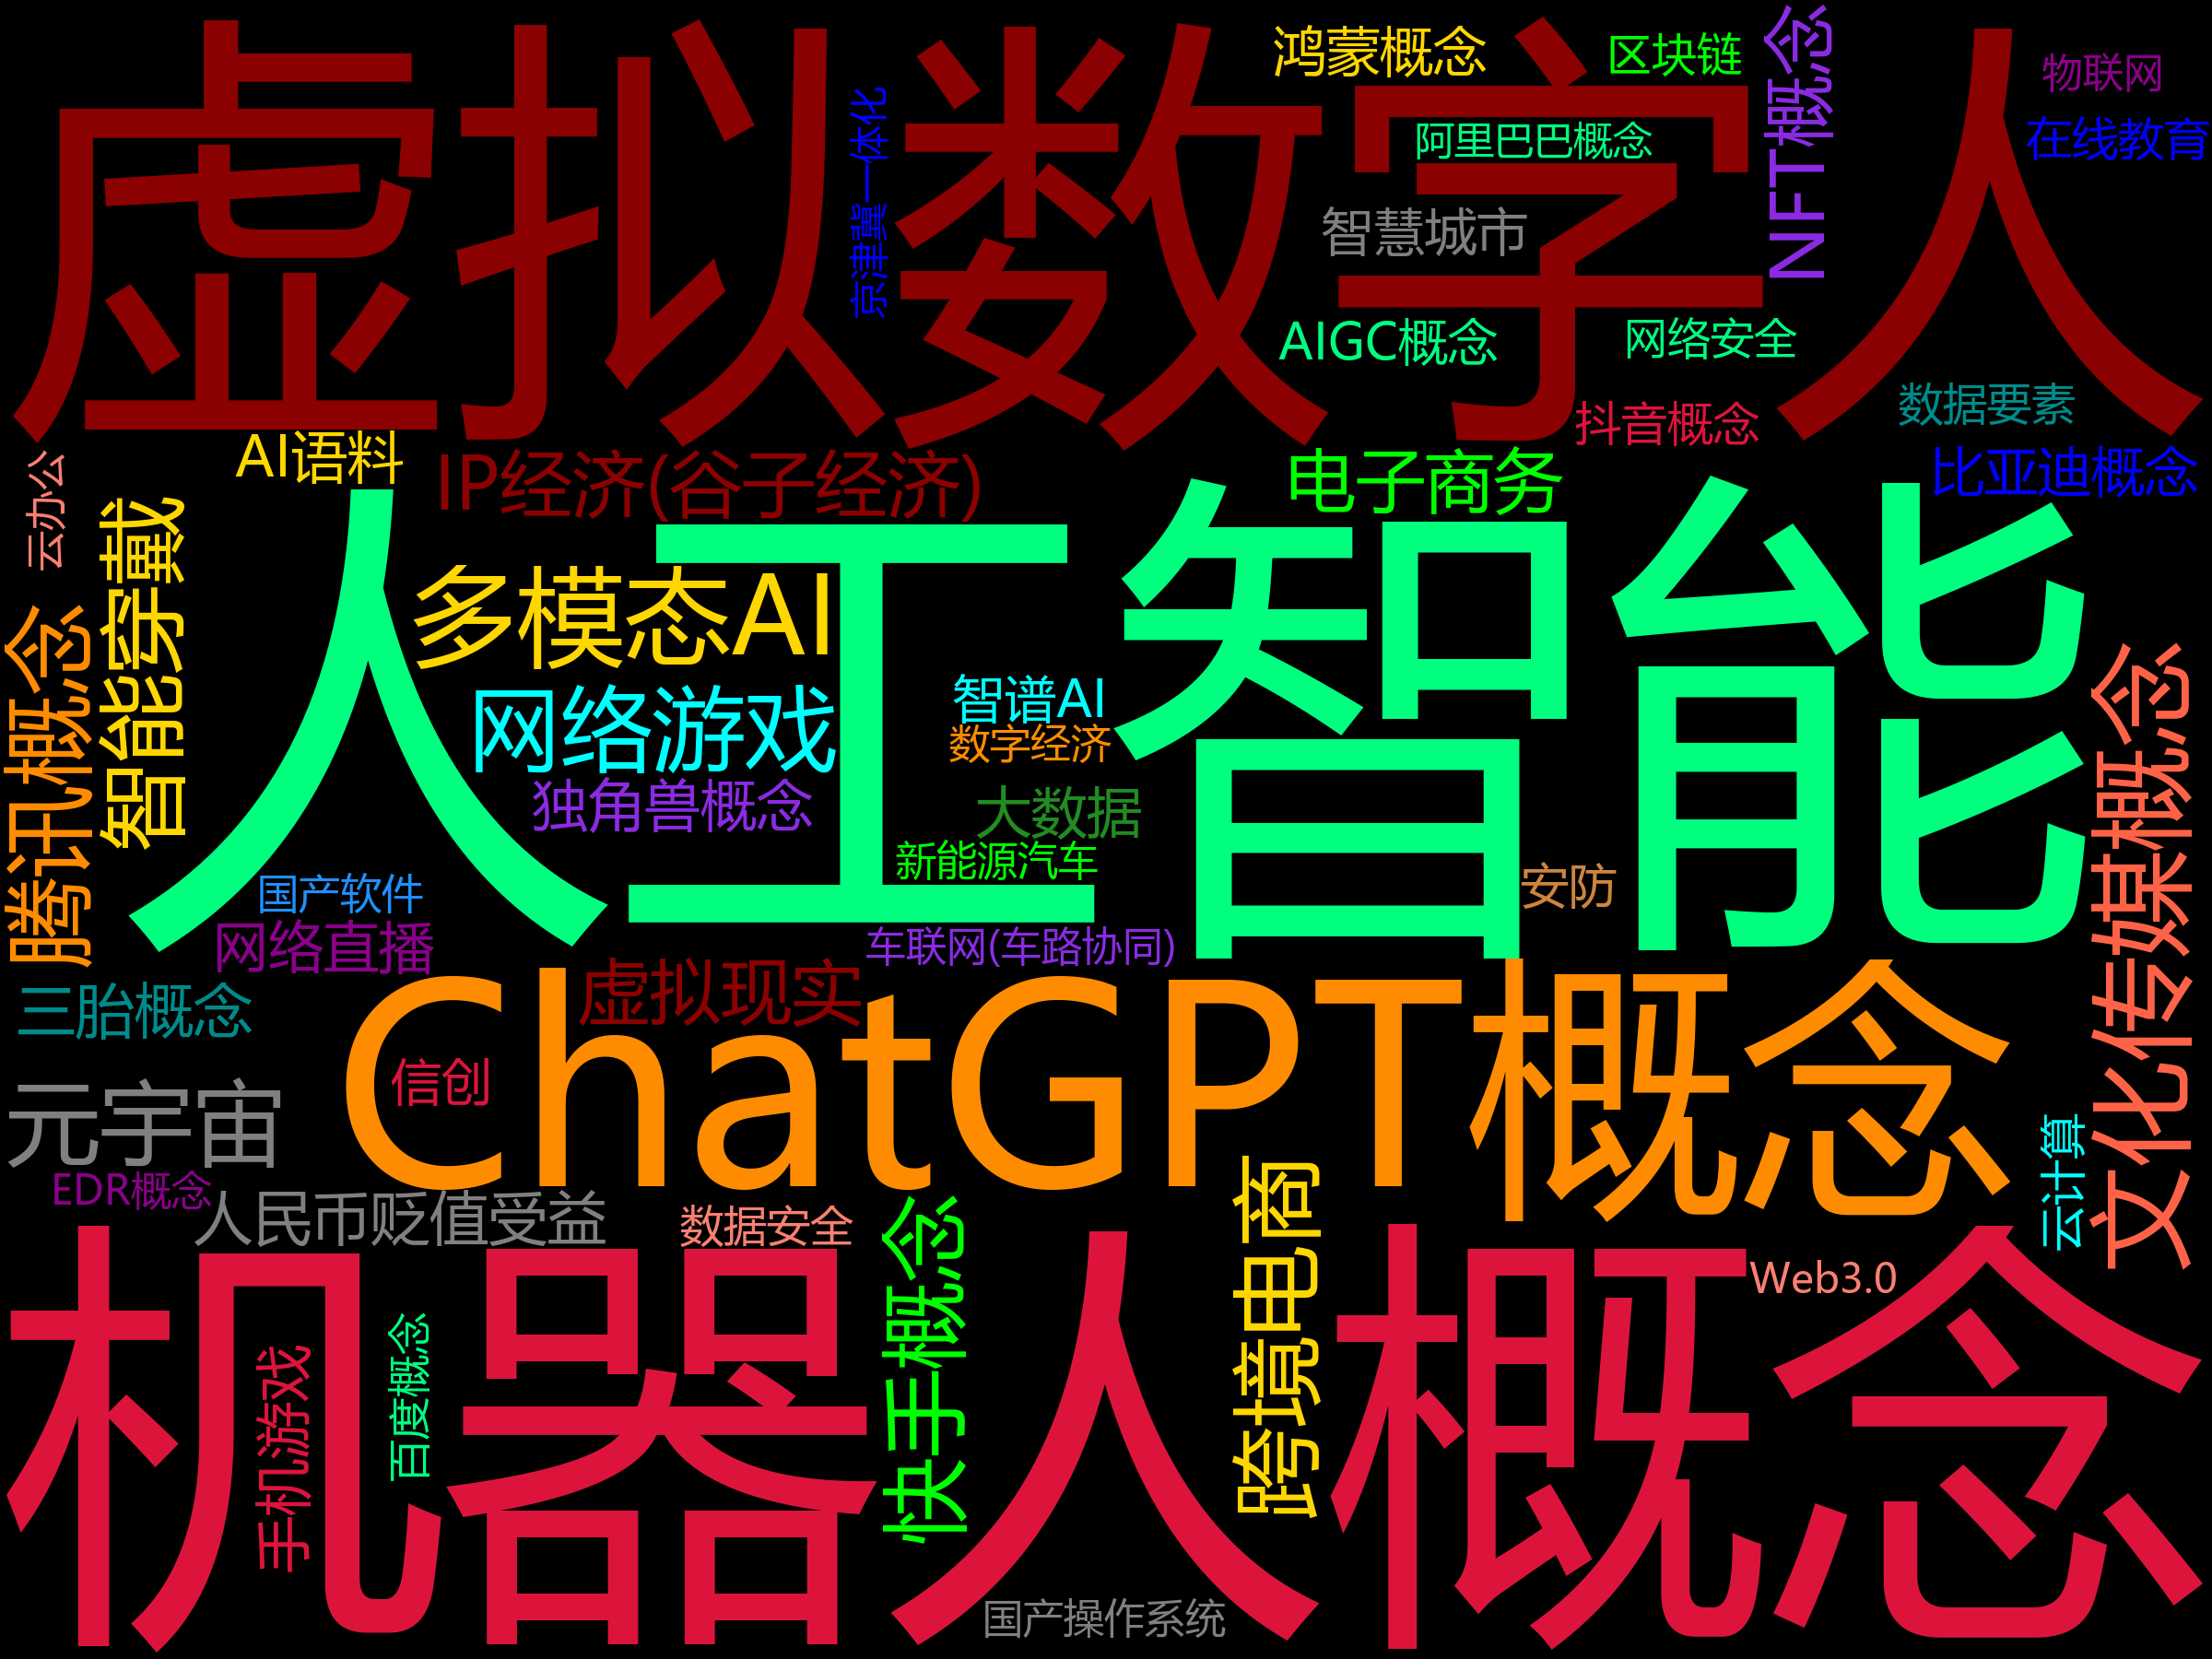 虚拟数字人
鸿蒙概念
区块链
NFT概念
物联网
在线教育
阿里巴巴概念
京津冀一体化
智慧城市
AIGC概念
网络安全
抖音概念
数据要素
AI语料
IP经济(谷子经济)
电子商务
比亚迪概念
云办公
智能穿戴
人工智能
多模态AI
腾讯概念
网络游戏
智谱AI
数字经济
独角兽概念
大数据
新能源汽车
文化传媒概念
国产软件
安防
网络直播
车联网(车路协同)
虚拟现实
ChatGPT概念
三胎概念
信创
元宇宙
云计算
EDR概念
人民币贬值受益
数据安全
快手概念
跨境电商
Web3.0
机器人概念
百度概念
手机游戏
国产操作系统